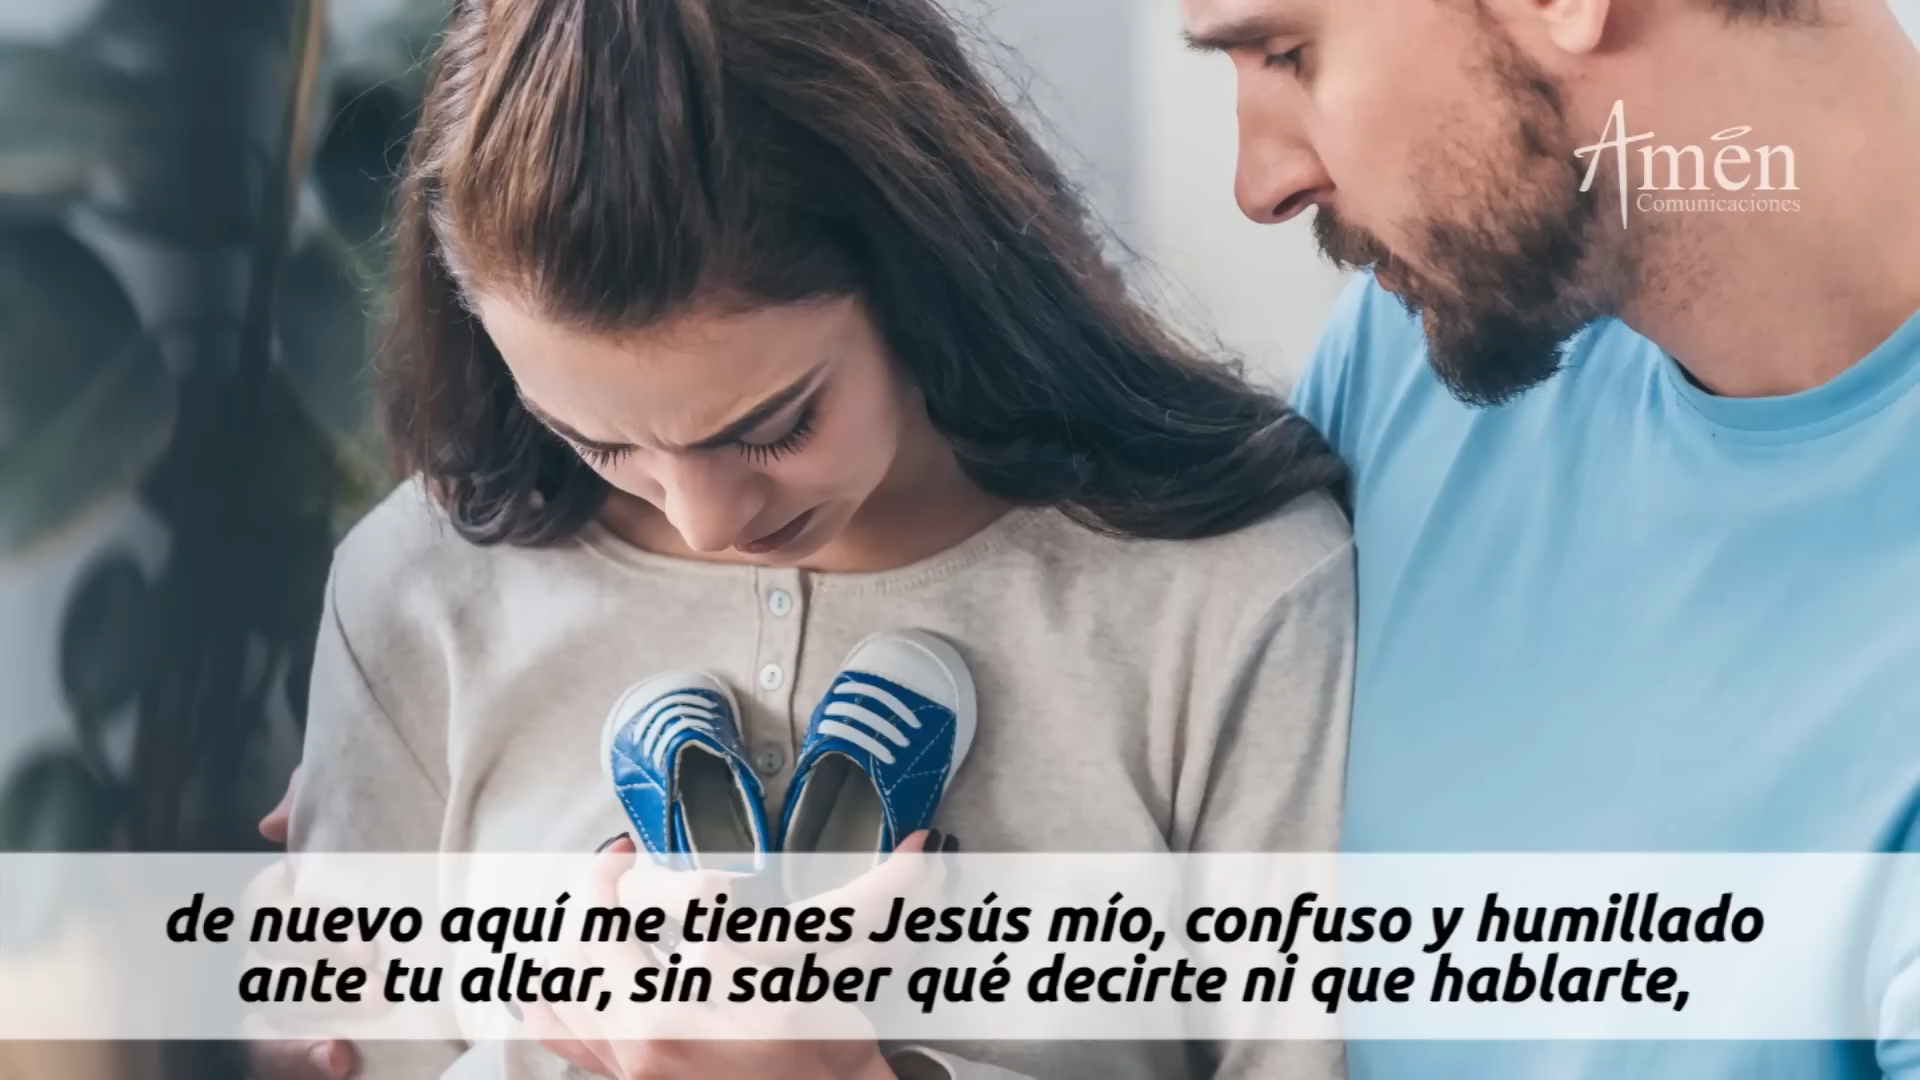 Amén
Comunicaciones
de nuevo aquí me tienes Jesús mío, confuso y humillado
ante tu altar, sin saber qué decirte ni que hablarte,